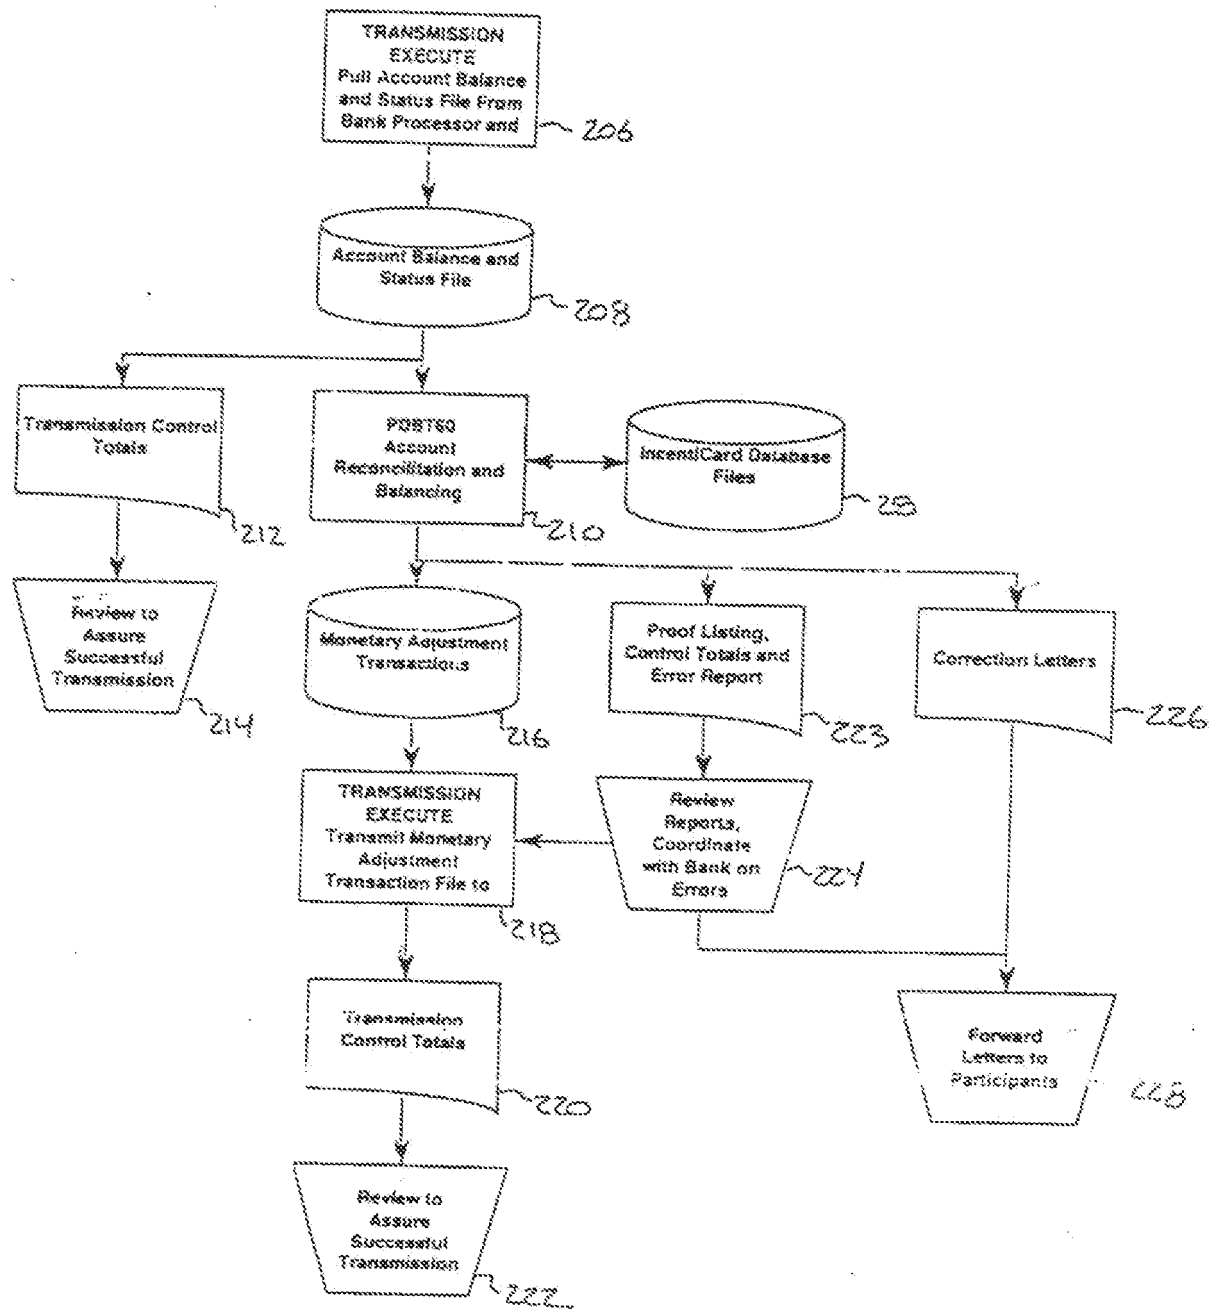 TRANSMISSION
EXECUTE
Pull Account Balance
and Status File From
Bank Processor and
206
Account Balance and
Status File
208
Transmission Control
Totals
212
PDBT60
Account
Reconcilitation and
Balancing
210
IncentiCard Database
Files
28
Review to
Assure
Successful
Transmission
214
Monetary Adjustment
Transactions
216
Proof Listing,
Control Totals and
Error Report
223
Correction Letters
226
TRANSMISSION
EXECUTE
Transmit Monetary
Adjustment
Transaction File to
218
Review
Reports,
Coordinate
with Bank on
Errors
224
Transmission
Control Totals
220
Forward
Letters to
Participants
228
Review to
Assure
Successful
Transmission
222